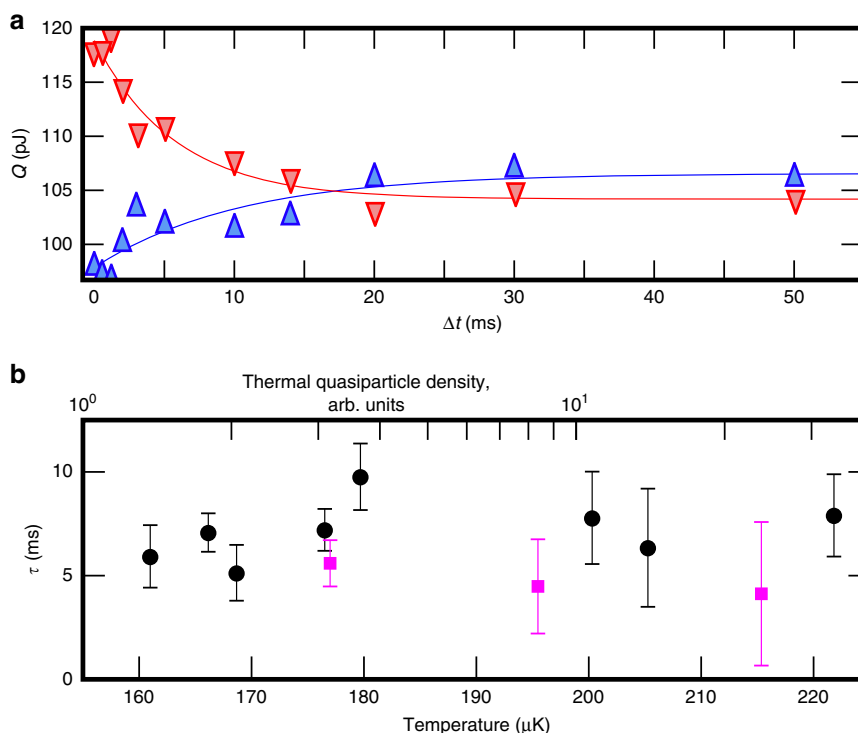 a
120
115
110
105
100
Q (pJ)
0 10 20 30 40 50
Δt (ms)
b
Thermal quasiparticle density,
arb. units
10⁰ 10¹
10
5
0
τ (ms)
160 170 180 190 200 210 220
Temperature (μK)